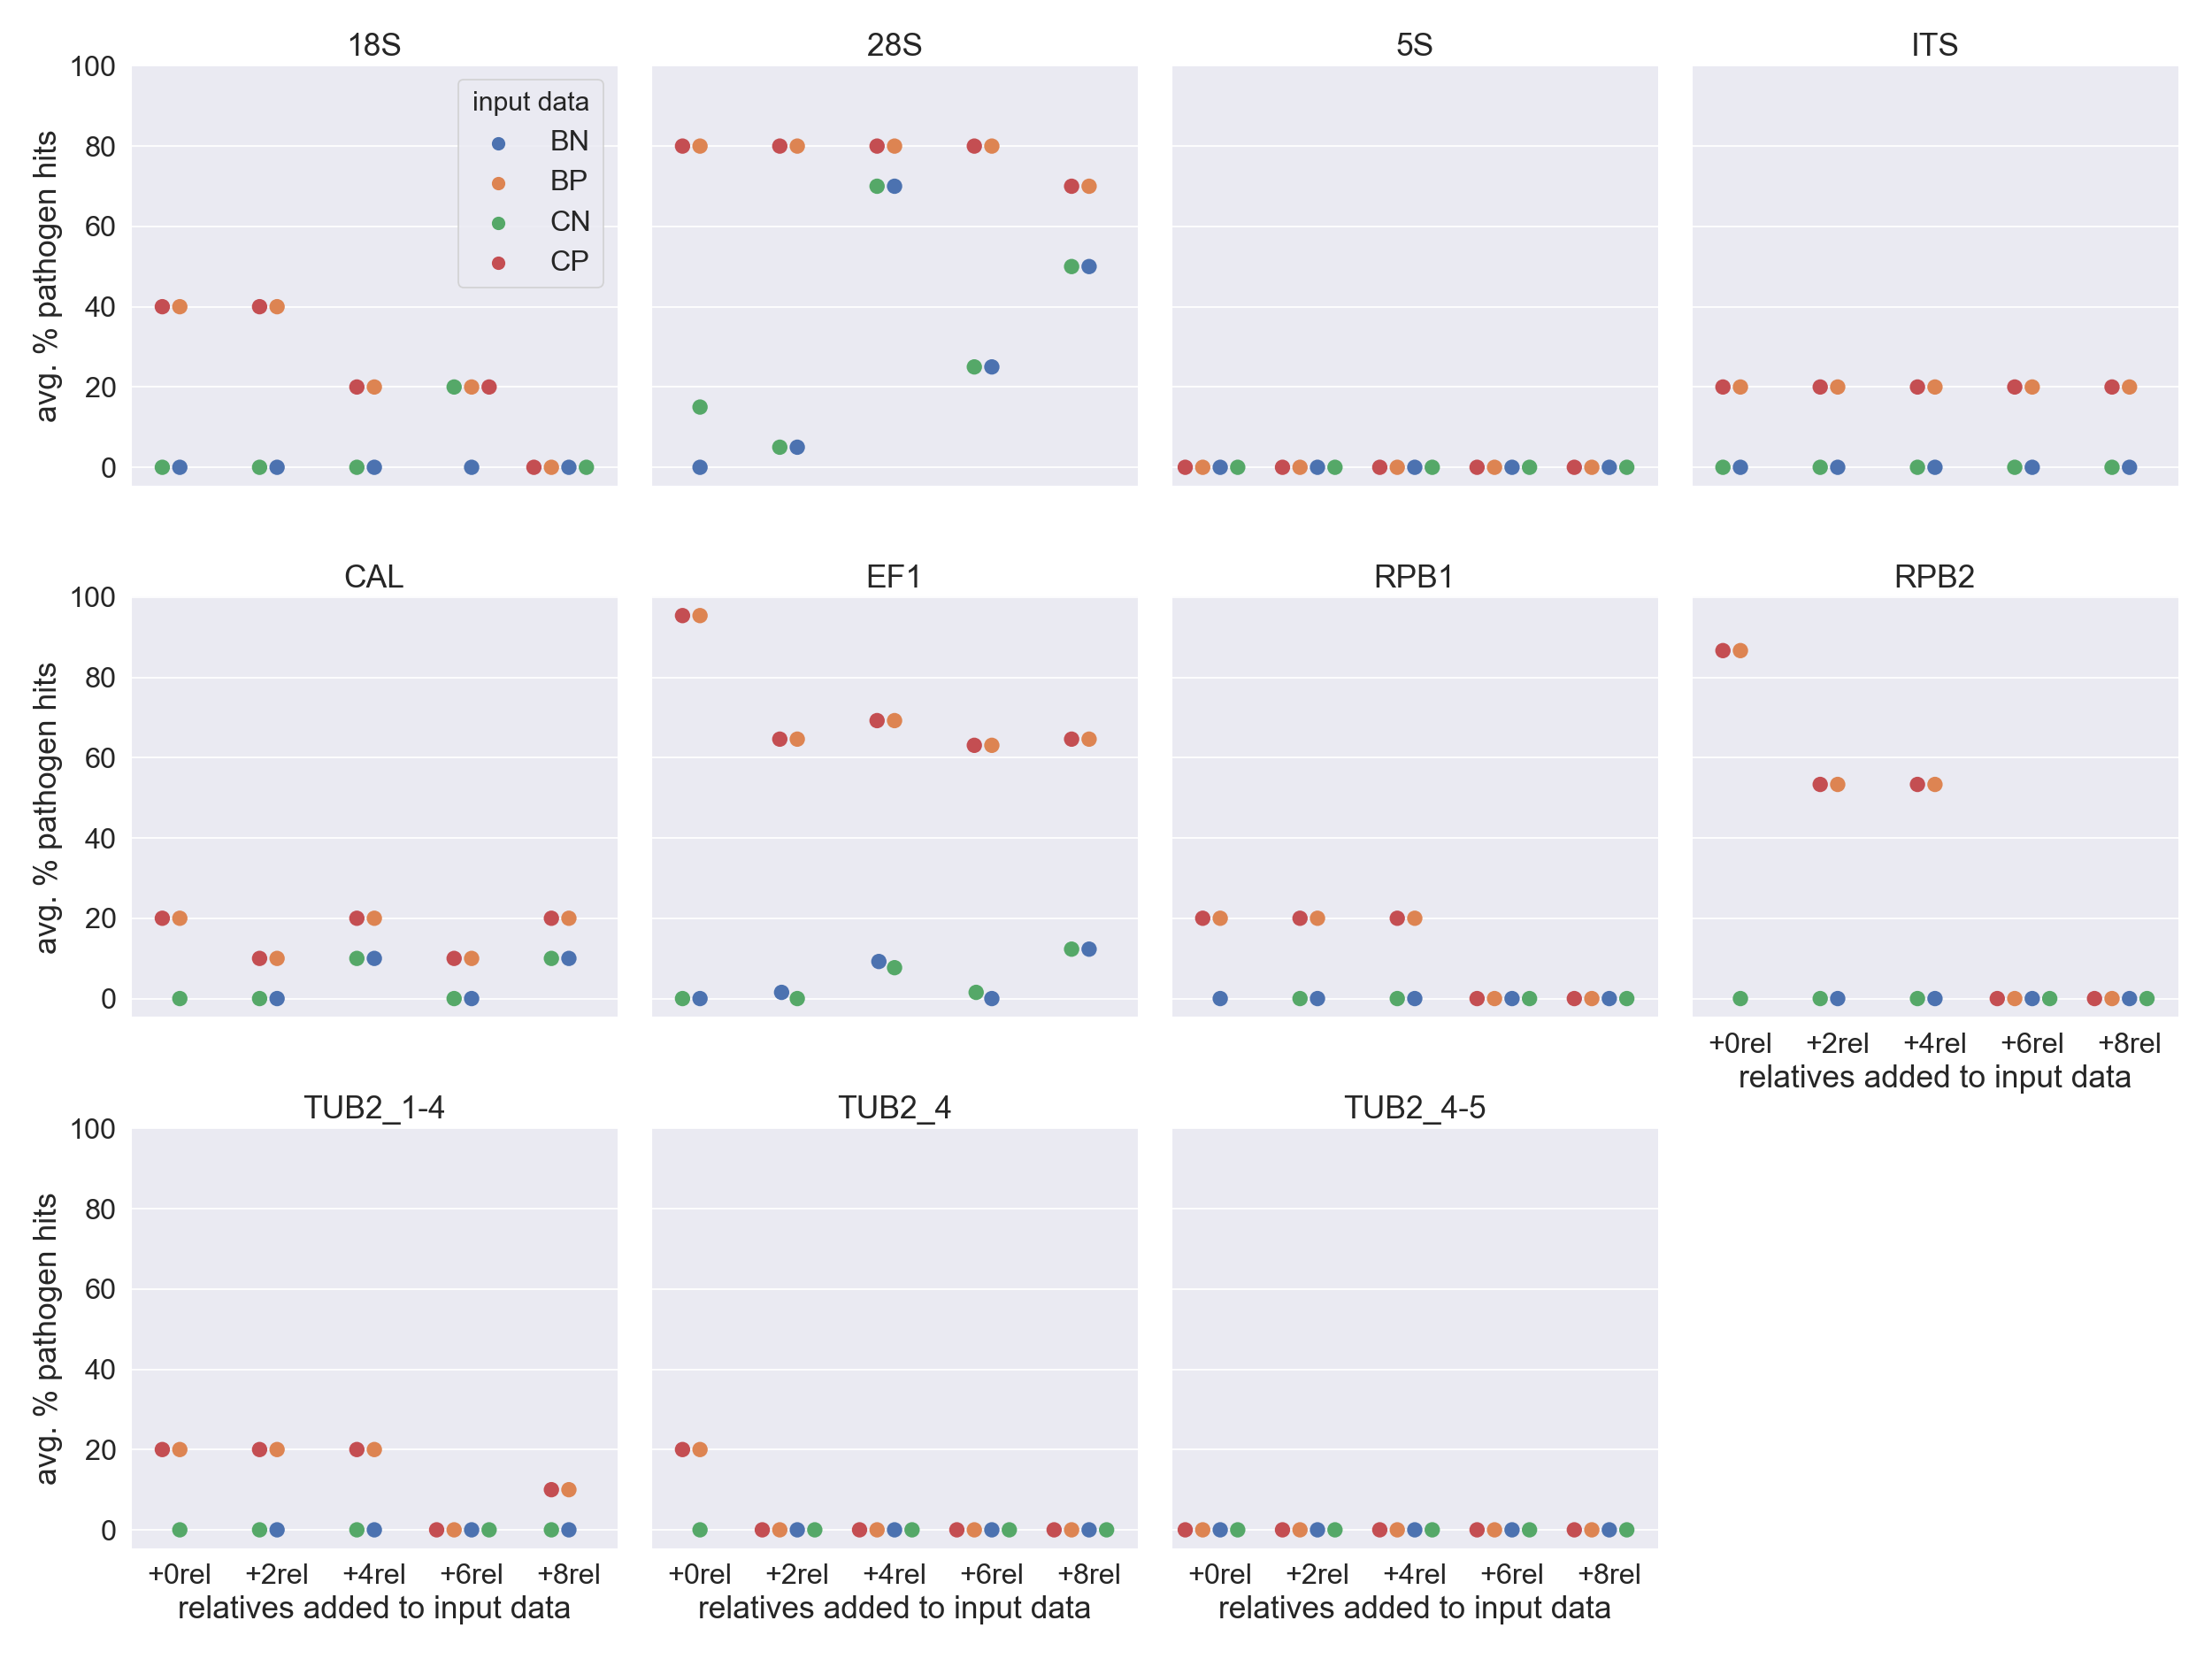 18S
28S
5S
ITS
100
80
60
40
20
0
avg. % pathogen hits
input data
BN
BP
CN
CP
CAL
EF1
RPB1
RPB2
100
80
60
40
20
0
avg. % pathogen hits
+0rel +2rel +4rel +6rel +8rel
relatives added to input data
TUB2_1-4
TUB2_4
TUB2_4-5
100
80
60
40
20
0
avg. % pathogen hits
+0rel +2rel +4rel +6rel +8rel
relatives added to input data
+0rel +2rel +4rel +6rel +8rel
relatives added to input data
+0rel +2rel +4rel +6rel +8rel
relatives added to input data